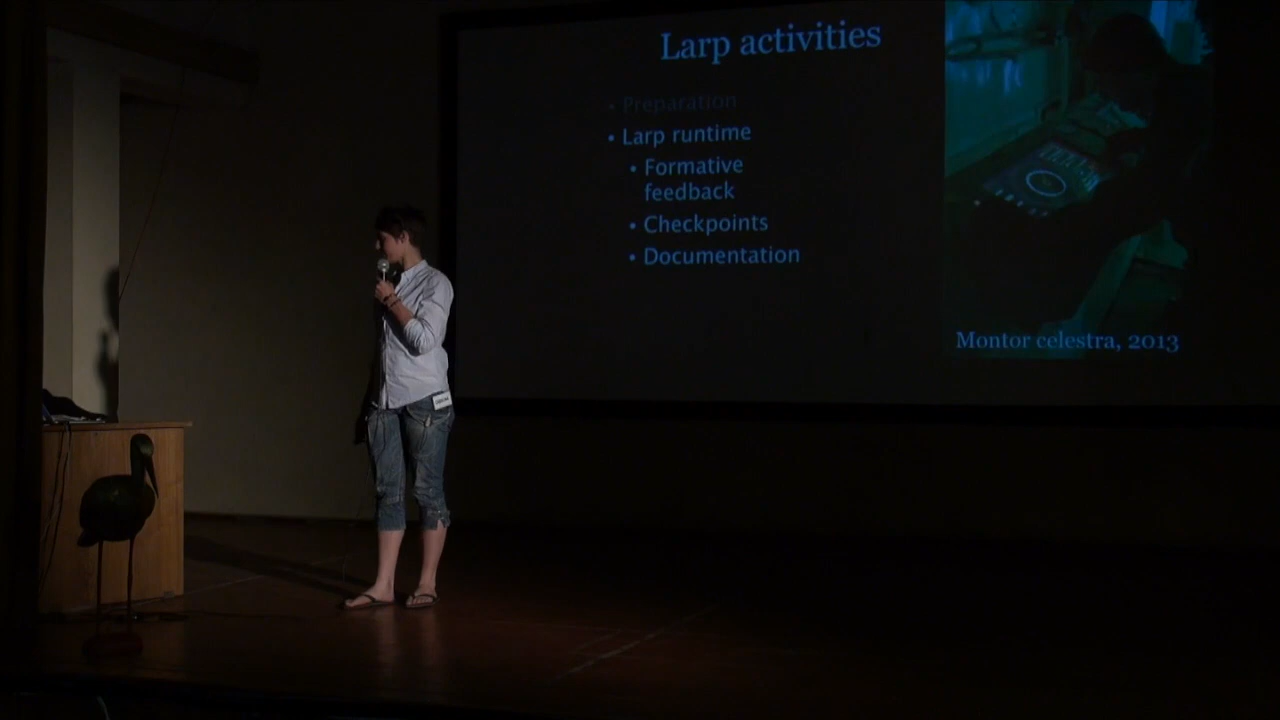 Larp activities
• Preparation
• Larp runtime
• Formative
feedback
• Checkpoints
• Documentation
Montor celestra, 2013